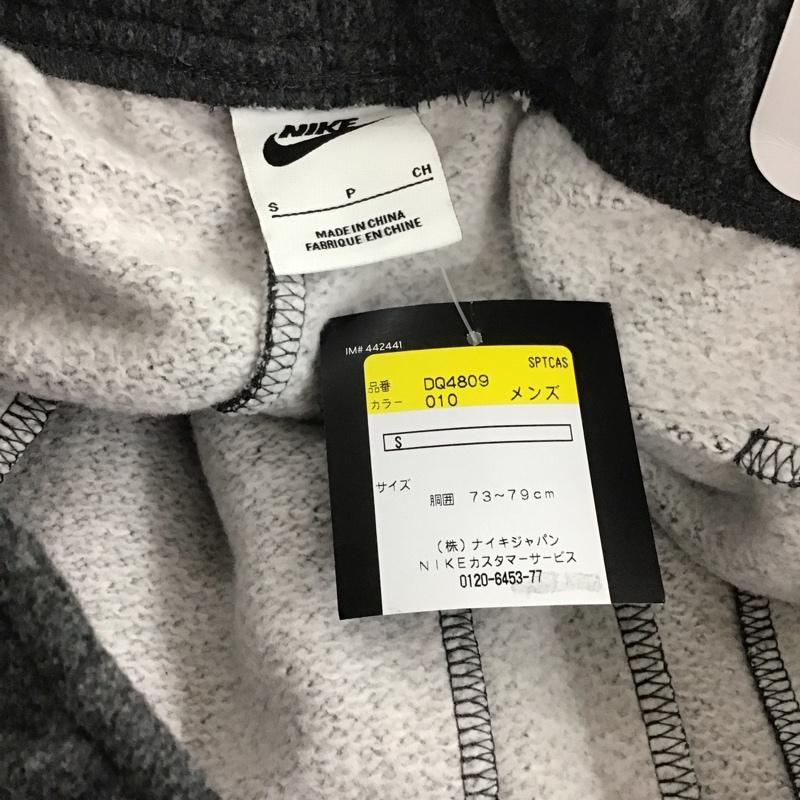 NIKE
S P CH
MADE IN CHINA
FABRIQUE EN CHINE
IM# 442441
SPTCAS
品番 DQ4809
カラー 010 メンズ
S
サイズ
胴囲 73~79cm
(株)ナイキジャパン
NIKEカスタマーサービス
0120-6453-77